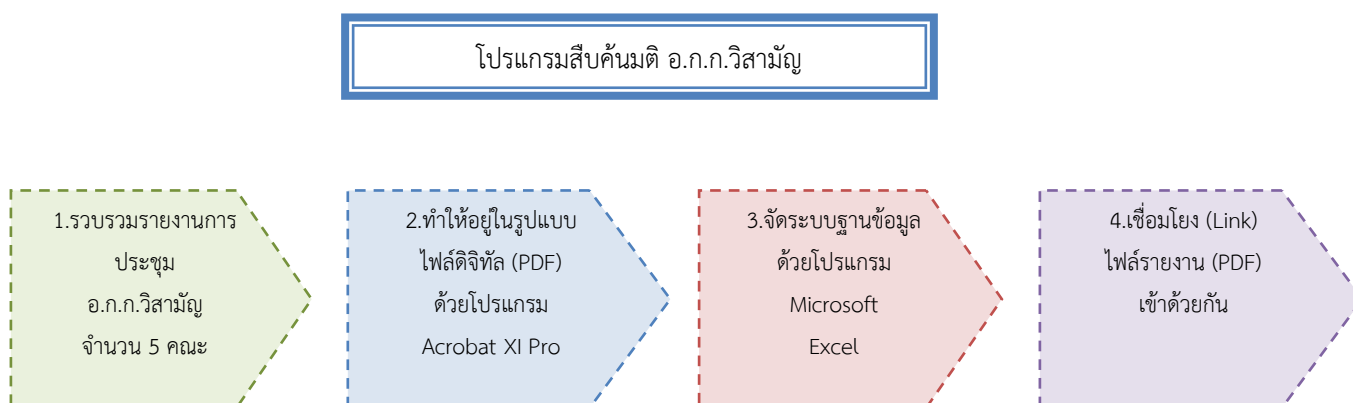 โปรแกรมสืบค้นมติ อ.ก.ก.วิสามัญ
1.รวบรวมรายงานการ
ประชุม
อ.ก.ก.วิสามัญ
จำนวน 5 คณะ
2.ทำให้อยู่ในรูปแบบ
ไฟล์ดิจิทัล (PDF)
ด้วยโปรแกรม
Acrobat XI Pro
3.จัดระบบฐานข้อมูล
ด้วยโปรแกรม
Microsoft
Excel
4.เชื่อมโยง (Link)
ไฟล์รายงาน (PDF)
เข้าด้วยกัน